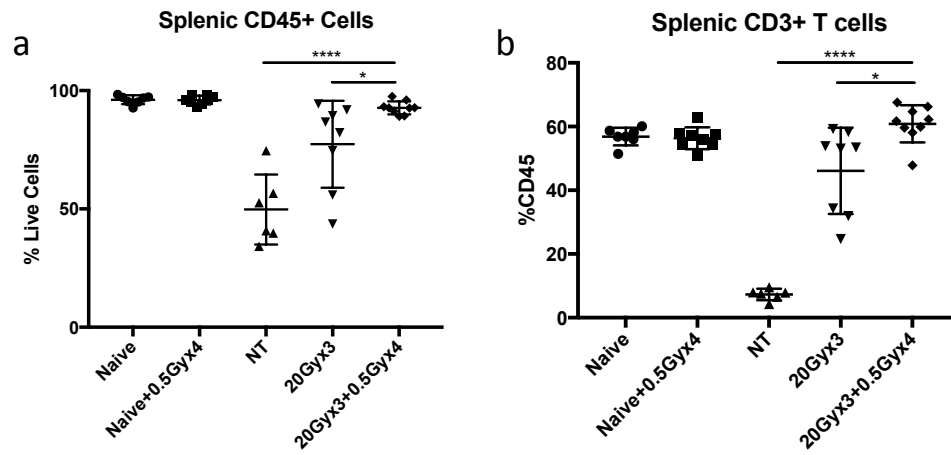 a
Splenic CD45+ Cells
% Live Cells
100
50
0
****
*
Naive
Naive+0.5Gyx4
NT
20Gyx3
20Gyx3+0.5Gyx4
b
Splenic CD3+ T cells
%CD45
80
60
40
20
0
****
*
Naive
Naive+0.5Gyx4
NT
20Gyx3
20Gyx3+0.5Gyx4